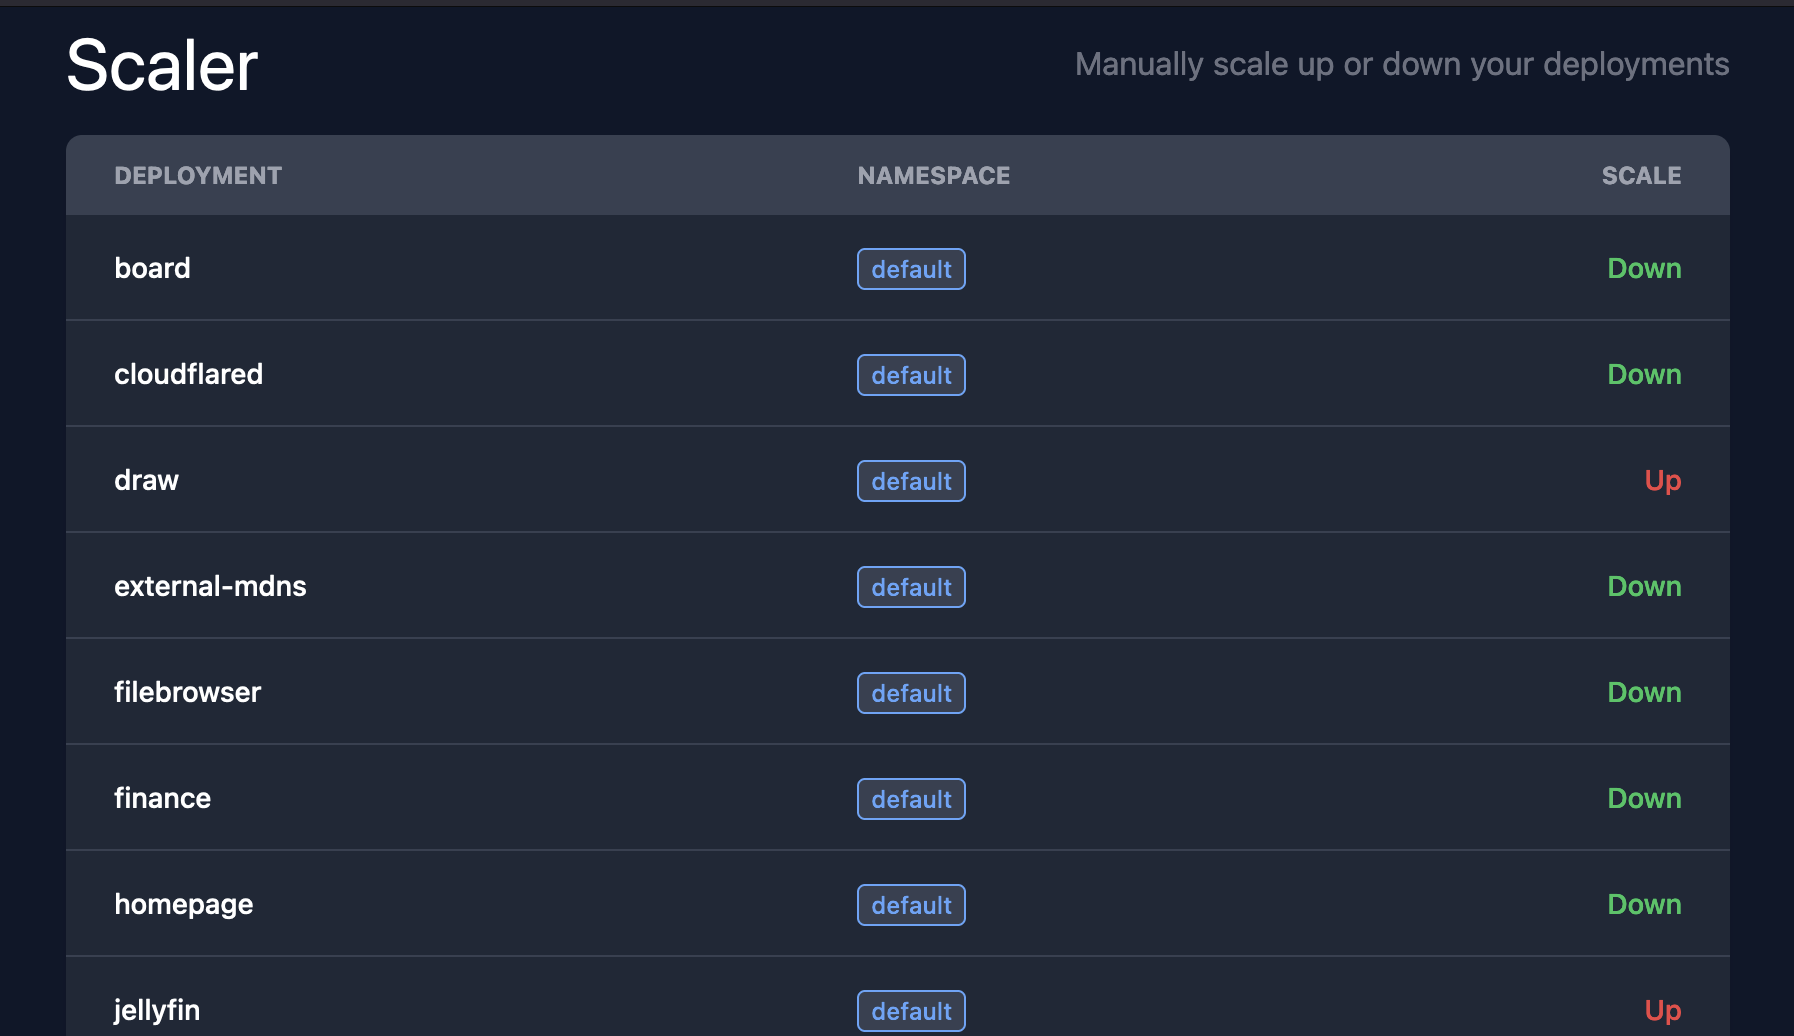 Scaler
Manually scale up or down your deployments
DEPLOYMENT NAMESPACE SCALE
board default Down
cloudflared default Down
draw default Up
external-mdns default Down
filebrowser default Down
finance default Down
homepage default Down
jellyfin default Up